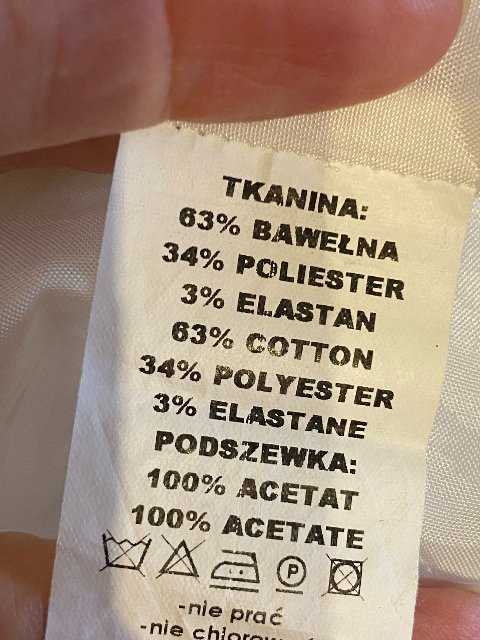 TKANINA:
63% BAWEŁNA
34% POLIESTER
3% ELASTAN
63% COTTON
34% POLYESTER
3% ELASTANE
PODSZEWKA:
100% ACETAT
100% ACETATE
P
-nie prać
-nie